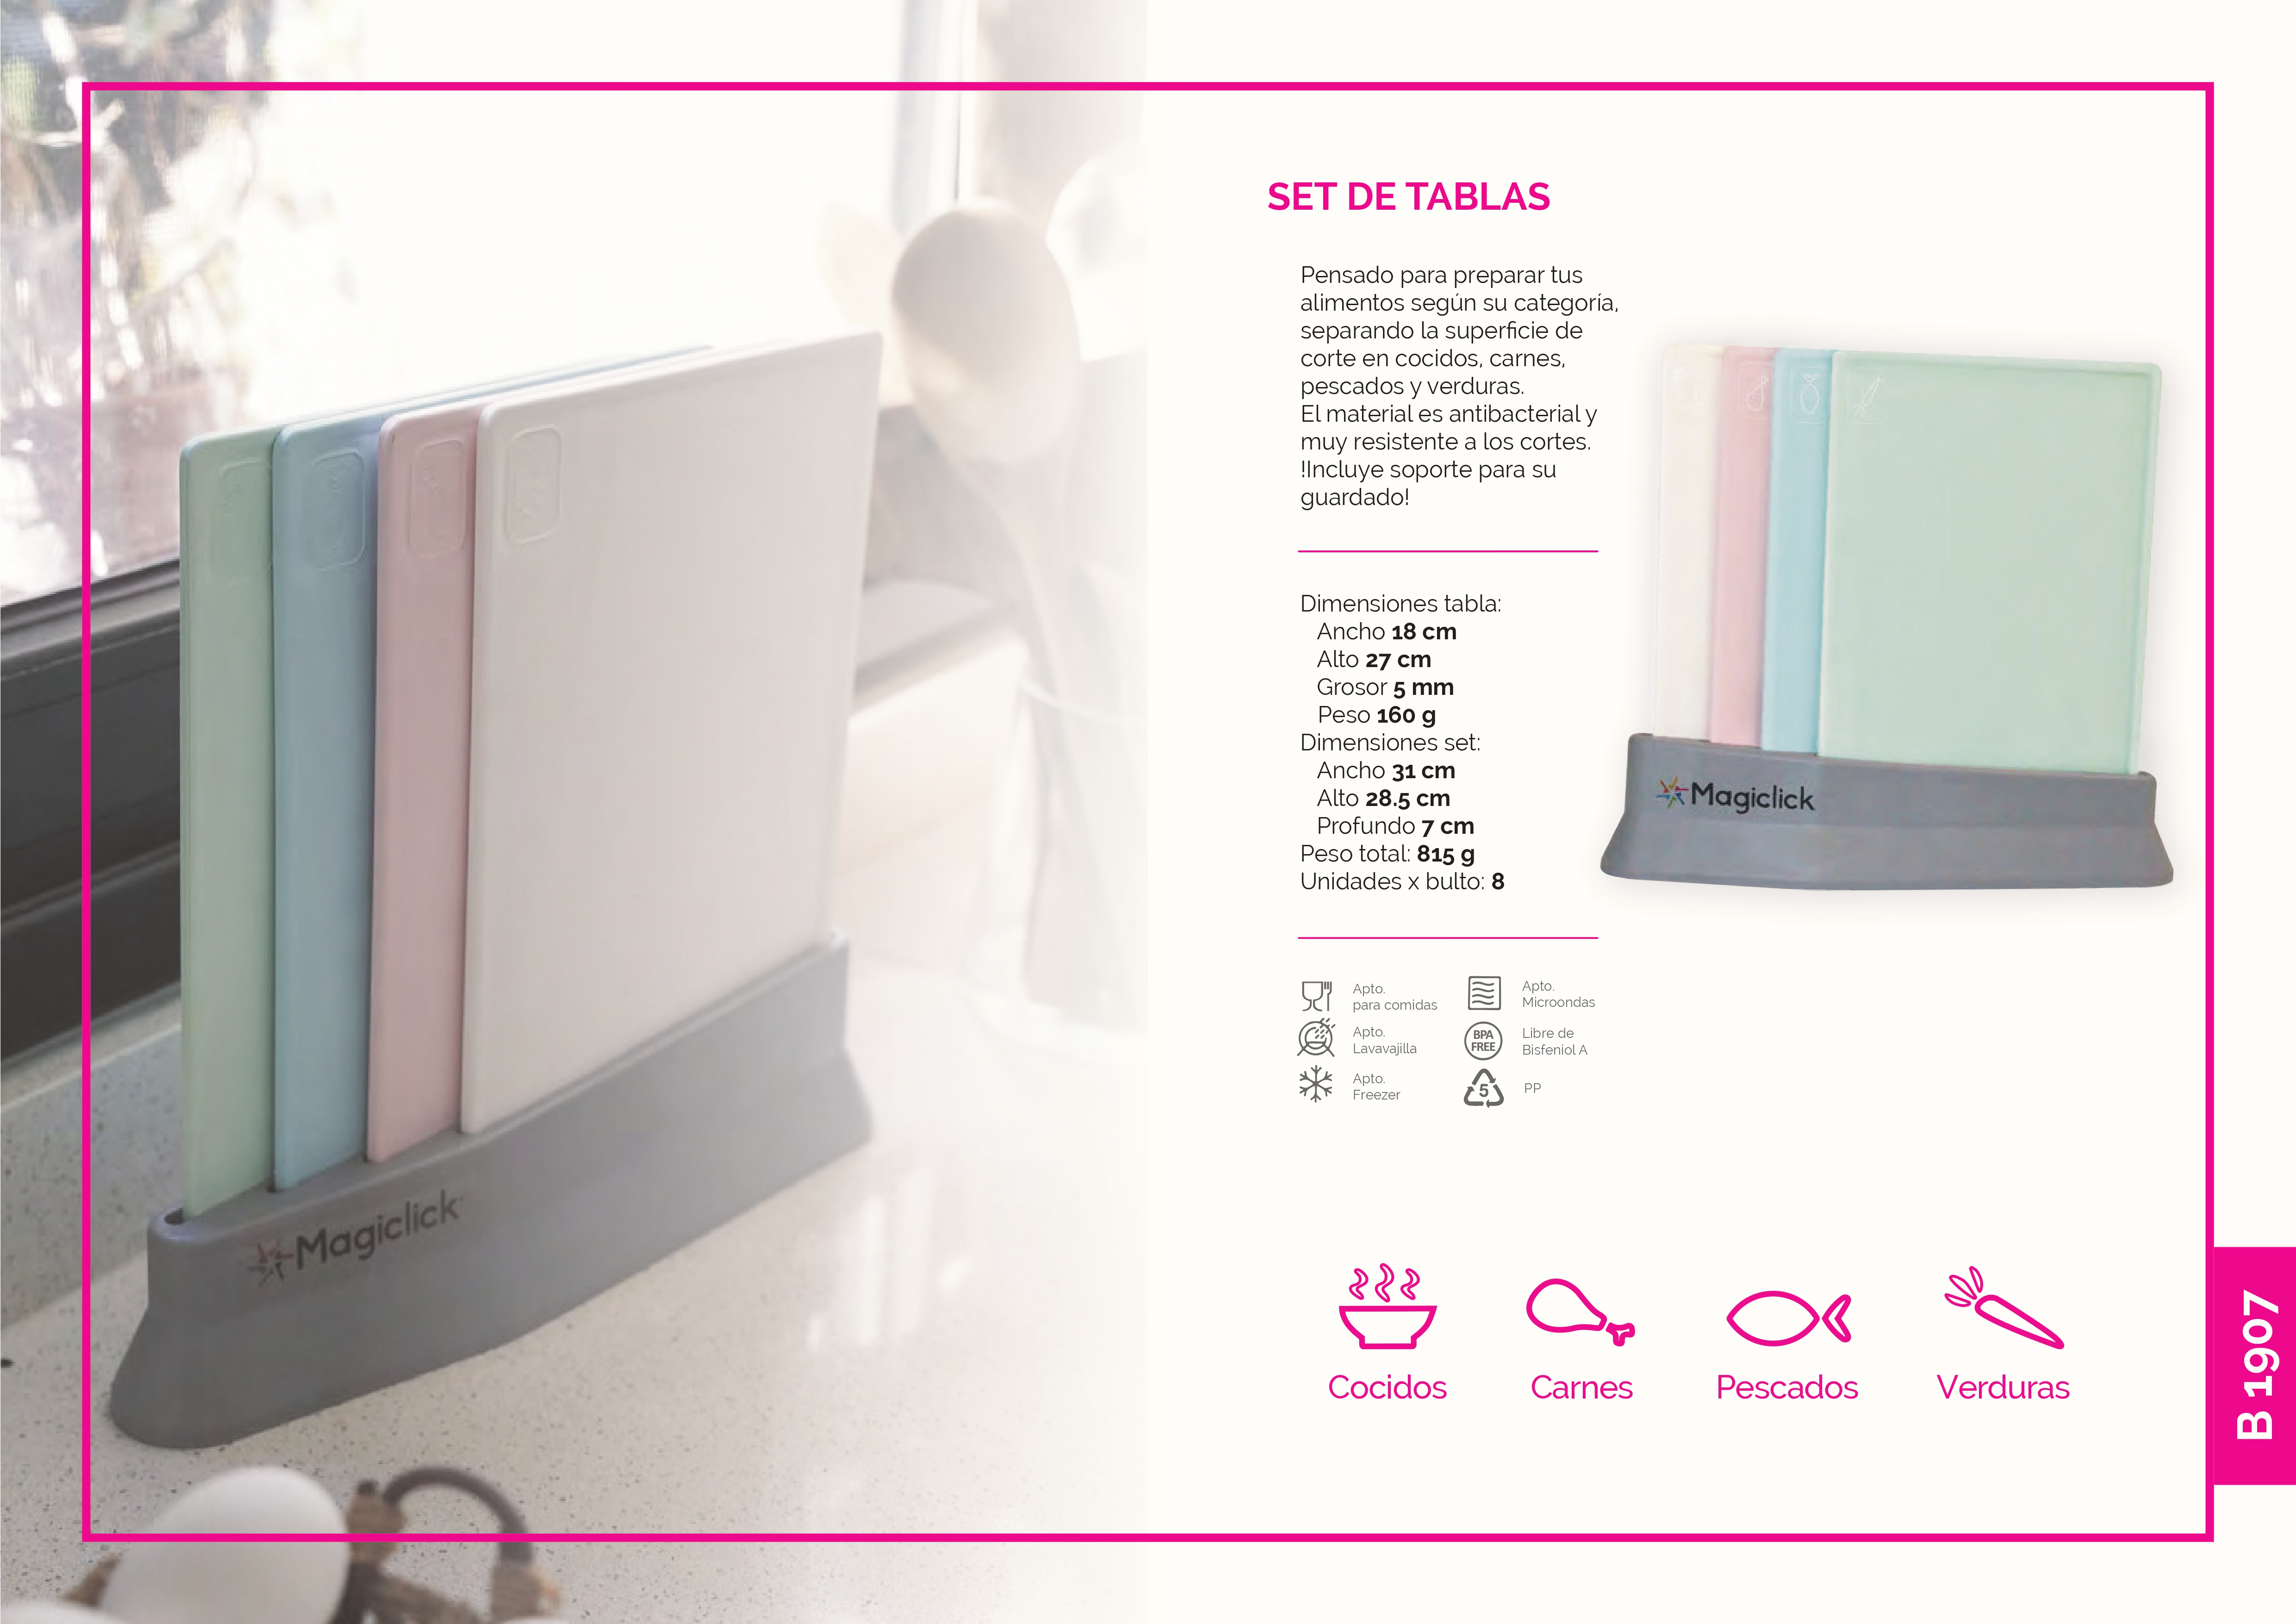 SET DE TABLAS
Pensado para preparar tus
alimentos según su categoría,
separando la superficie de
corte en cocidos, carnes,
pescados y verduras.
El material es antibacterial y
muy resistente a los cortes.
!Incluye soporte para su
guardado!
Dimensiones tabla:
Ancho 18 cm
Alto 27 cm
Grosor 5 mm
Peso 160 g
Dimensiones set:
Ancho 31 cm
Alto 28.5 cm
Profundo 7 cm
Peso total: 815 g
Unidades x bulto: 8
Apto.
para comidas
Apto.
Microondas
Apto.
Lavavajilla
BPA
FREE
Libre de
Bisfeniol A
Apto.
Freezer
5
PP
Magiclick
Magiclick
Cocidos
Carnes
Pescados
Verduras
B 1907